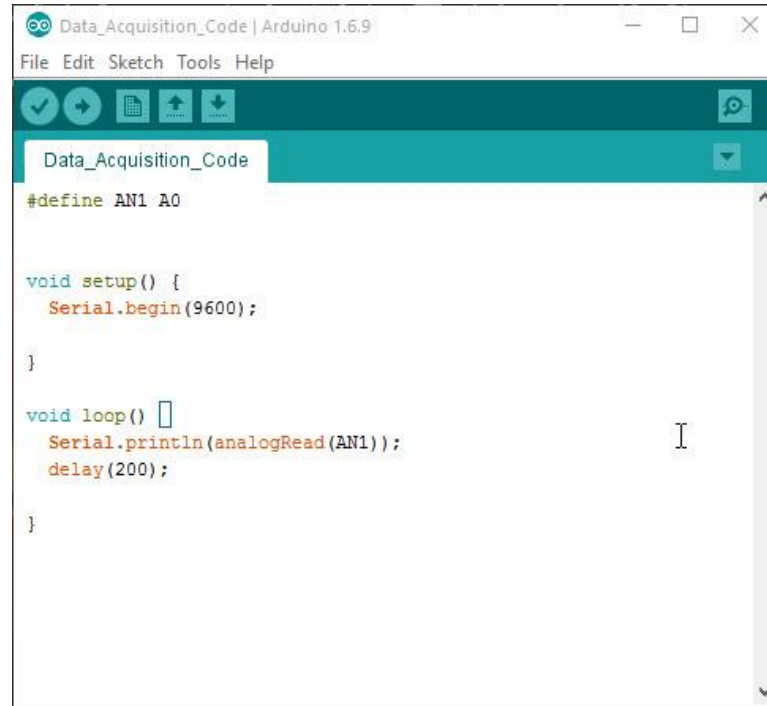 Data_Acquisition_Code | Arduino 1.6.9
File Edit Sketch Tools Help
Data_Acquisition_Code
#define AN1 A0
void setup() {
  Serial.begin(9600);
}
void loop()
  Serial.println(analogRead(AN1));
  delay(200);
}